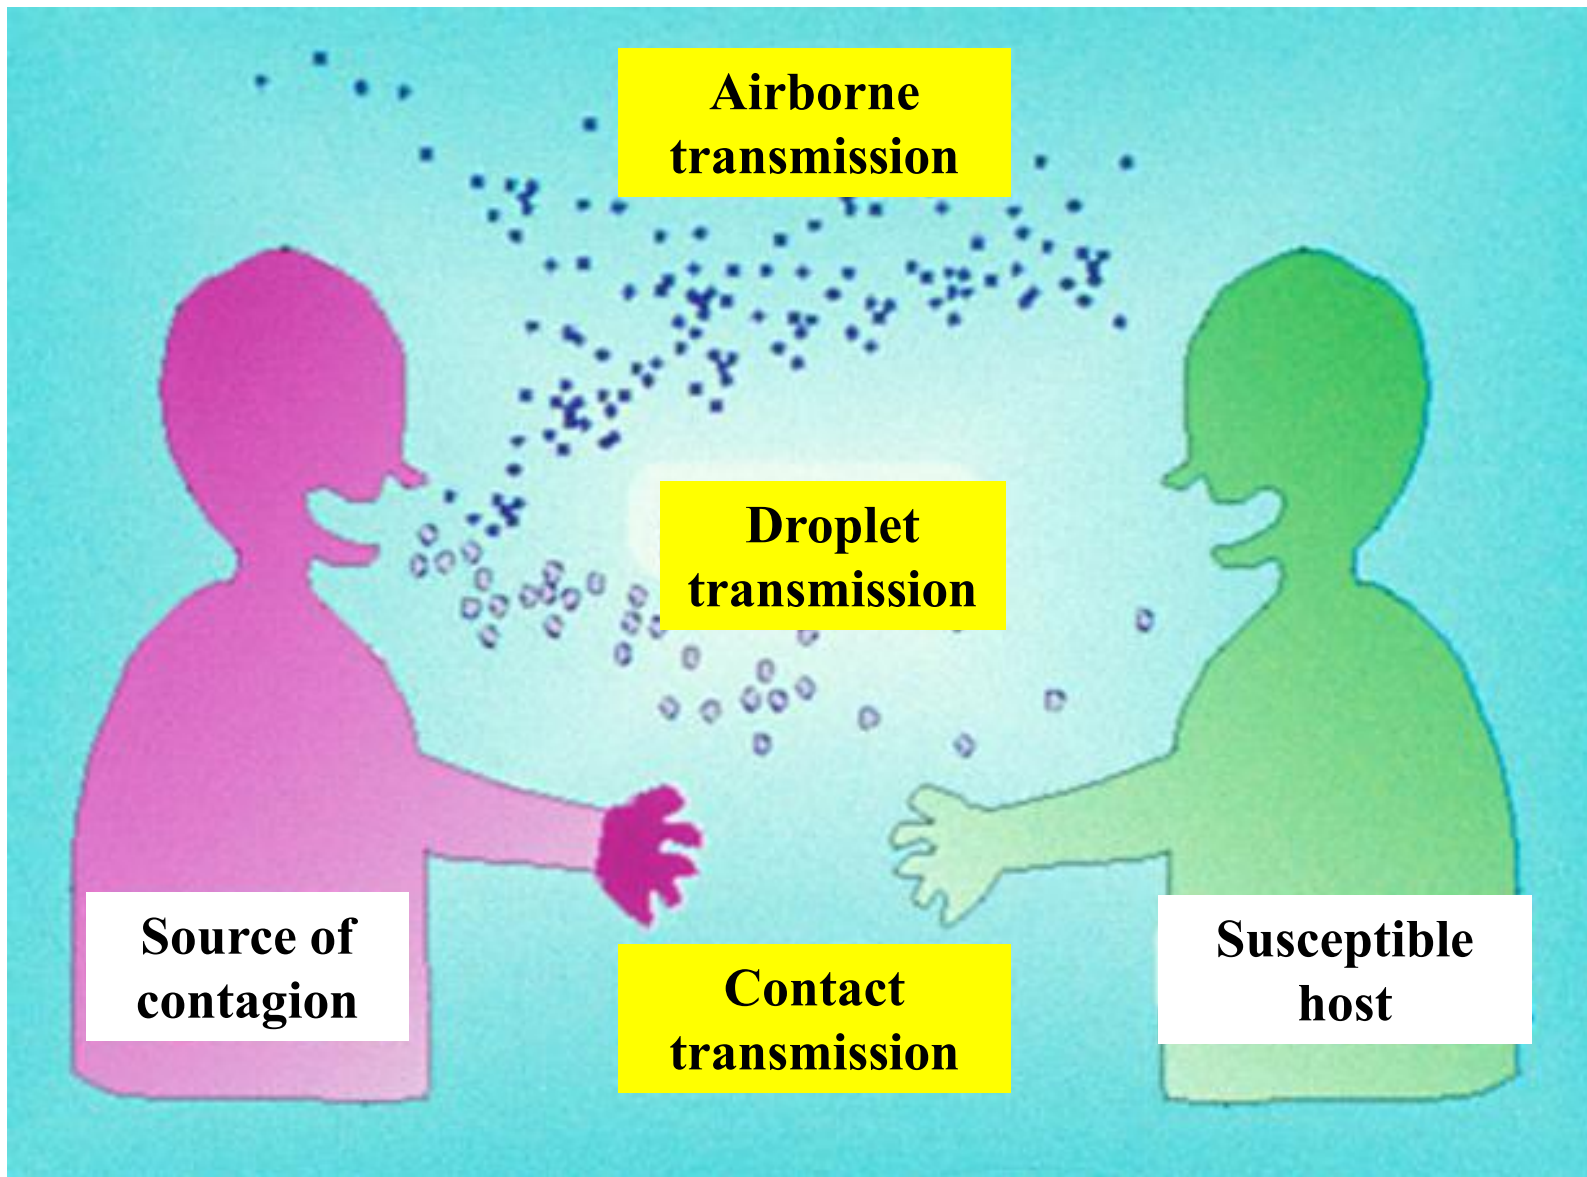 Airborne
transmission
Droplet
transmission
Source of
contagion
Susceptible
host
Contact
transmission